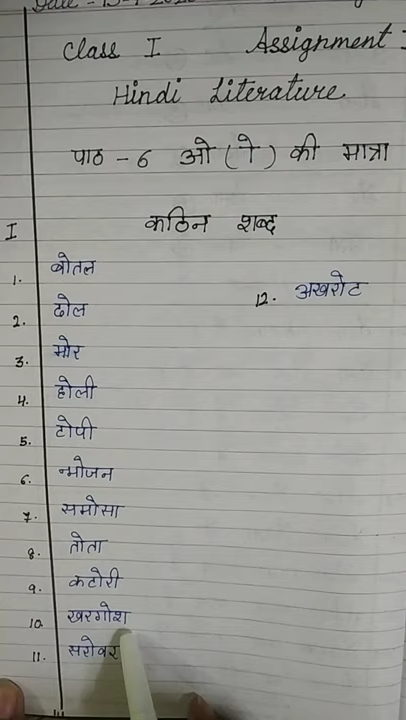 Class I Assignment
Hindi Literature
पाठ - 6 ओ ( ो ) की मात्रा
I कठिन शब्द
1. बोतल
2. ढोल
3. मोर
4. होली
5. टोपी
6. भोजन
7. समोसा
8. तोता
9. कटोरी
10. खरगोश
11. सरोवर
12. अखरोट